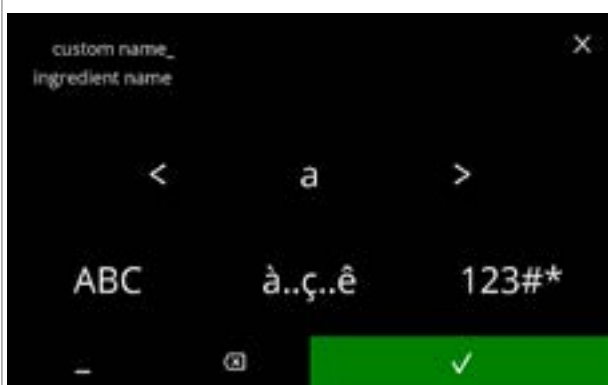 custom name_
ingredient name
< a >
ABC à..ç..ê 123#*
_